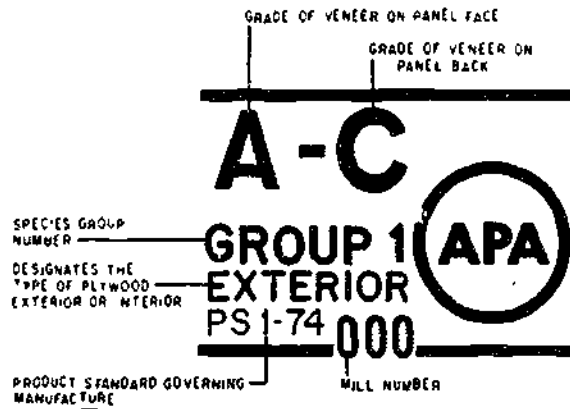 GRADE OF VENEER ON PANEL FACE
GRADE OF VENEER ON
PANEL BACK
A-C
SPECIES GROUP
NUMBER
GROUP 1
APA
DESIGNATES THE
TYPE OF PLYWOOD
EXTERIOR OR INTERIOR
EXTERIOR
PS 1-74
000
PRODUCT STANDARD GOVERNING
MANUFACTURE
MILL NUMBER